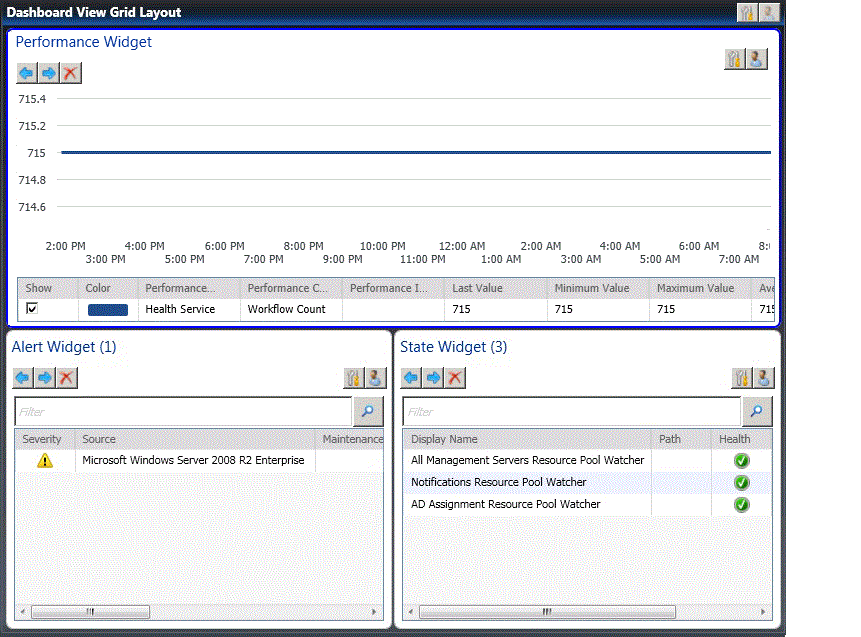 Dashboard View Grid Layout
Performance Widget
715.4
715.2
715
714.8
714.6
2:00 PM 4:00 PM 6:00 PM 8:00 PM 10:00 PM 12:00 AM 2:00 AM 4:00 AM 6:00 AM 8:
3:00 PM 5:00 PM 7:00 PM 9:00 PM 11:00 PM 1:00 AM 3:00 AM 5:00 AM 7:00 AM
Show Color Performance... Performance C... Performance I... Last Value Minimum Value Maximum Value Ave
Health Service Workflow Count 715 715 715 715
Alert Widget (1)
Filter
Severity Source Maintenance
Microsoft Windows Server 2008 R2 Enterprise
State Widget (3)
Filter
Display Name Path Health
All Management Servers Resource Pool Watcher
Notifications Resource Pool Watcher
AD Assignment Resource Pool Watcher